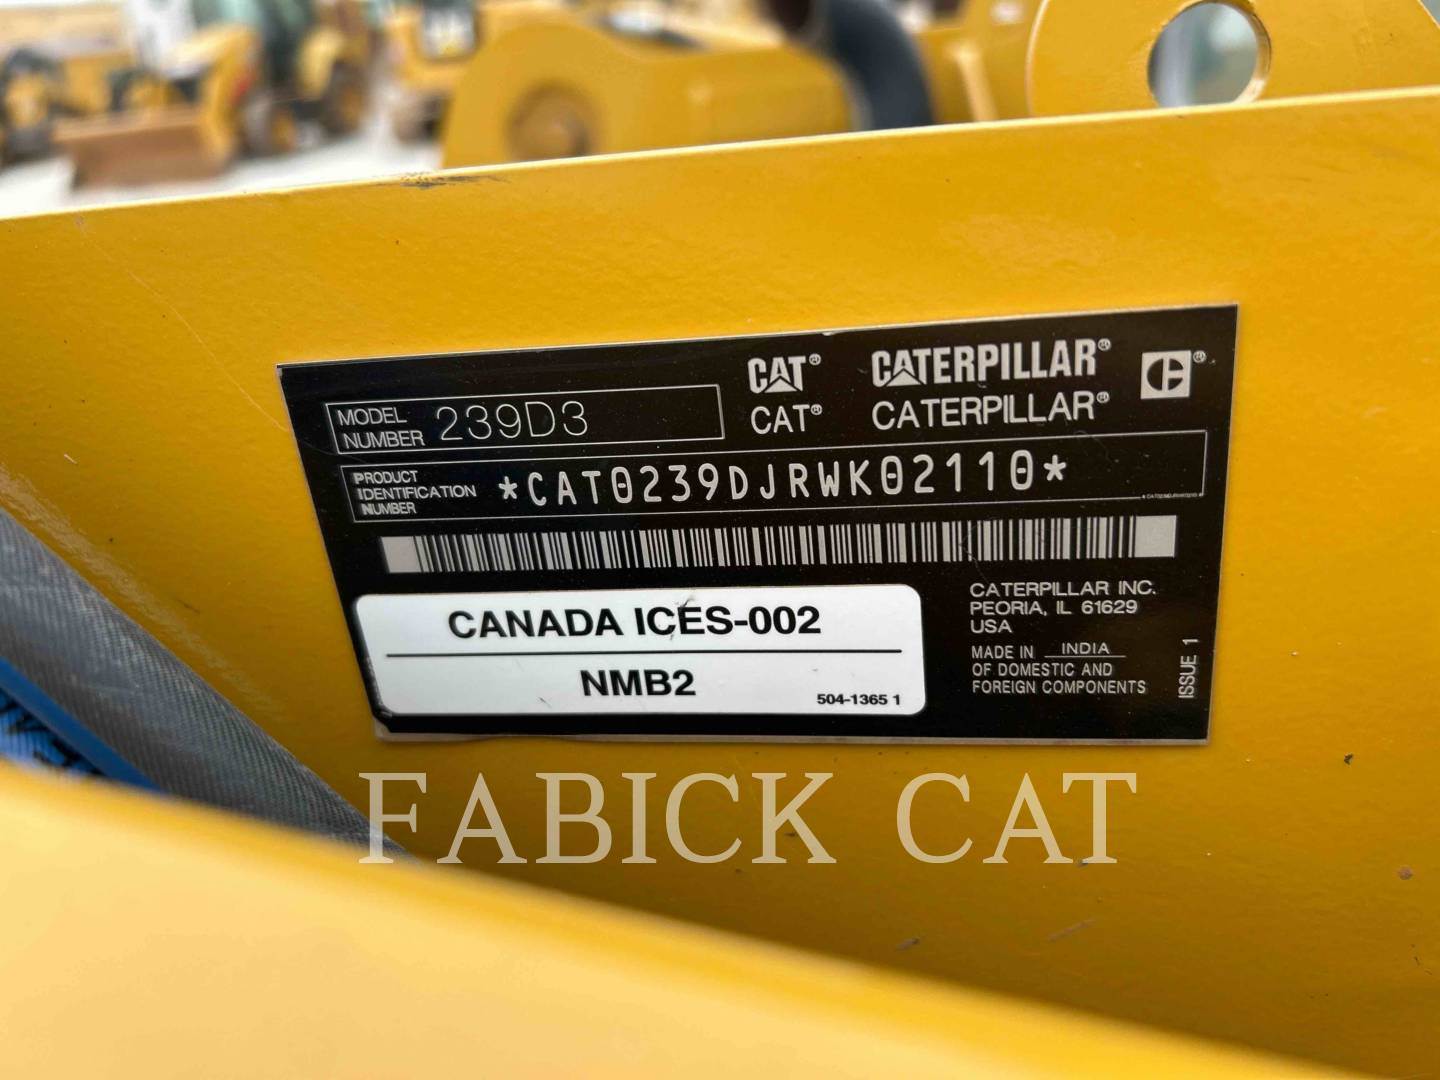 CAT® CATERPILLAR® ®
CAT® CATERPILLAR®
MODEL NUMBER 239D3
PRODUCT IDENTIFICATION NUMBER *CAT0239DJRWK02110*
CANADA ICES-002
NMB2
504-1365 1
CATERPILLAR INC.
PEORIA, IL 61629
USA
MADE IN INDIA
OF DOMESTIC AND
FOREIGN COMPONENTS
ISSUE 1
FABICK CAT